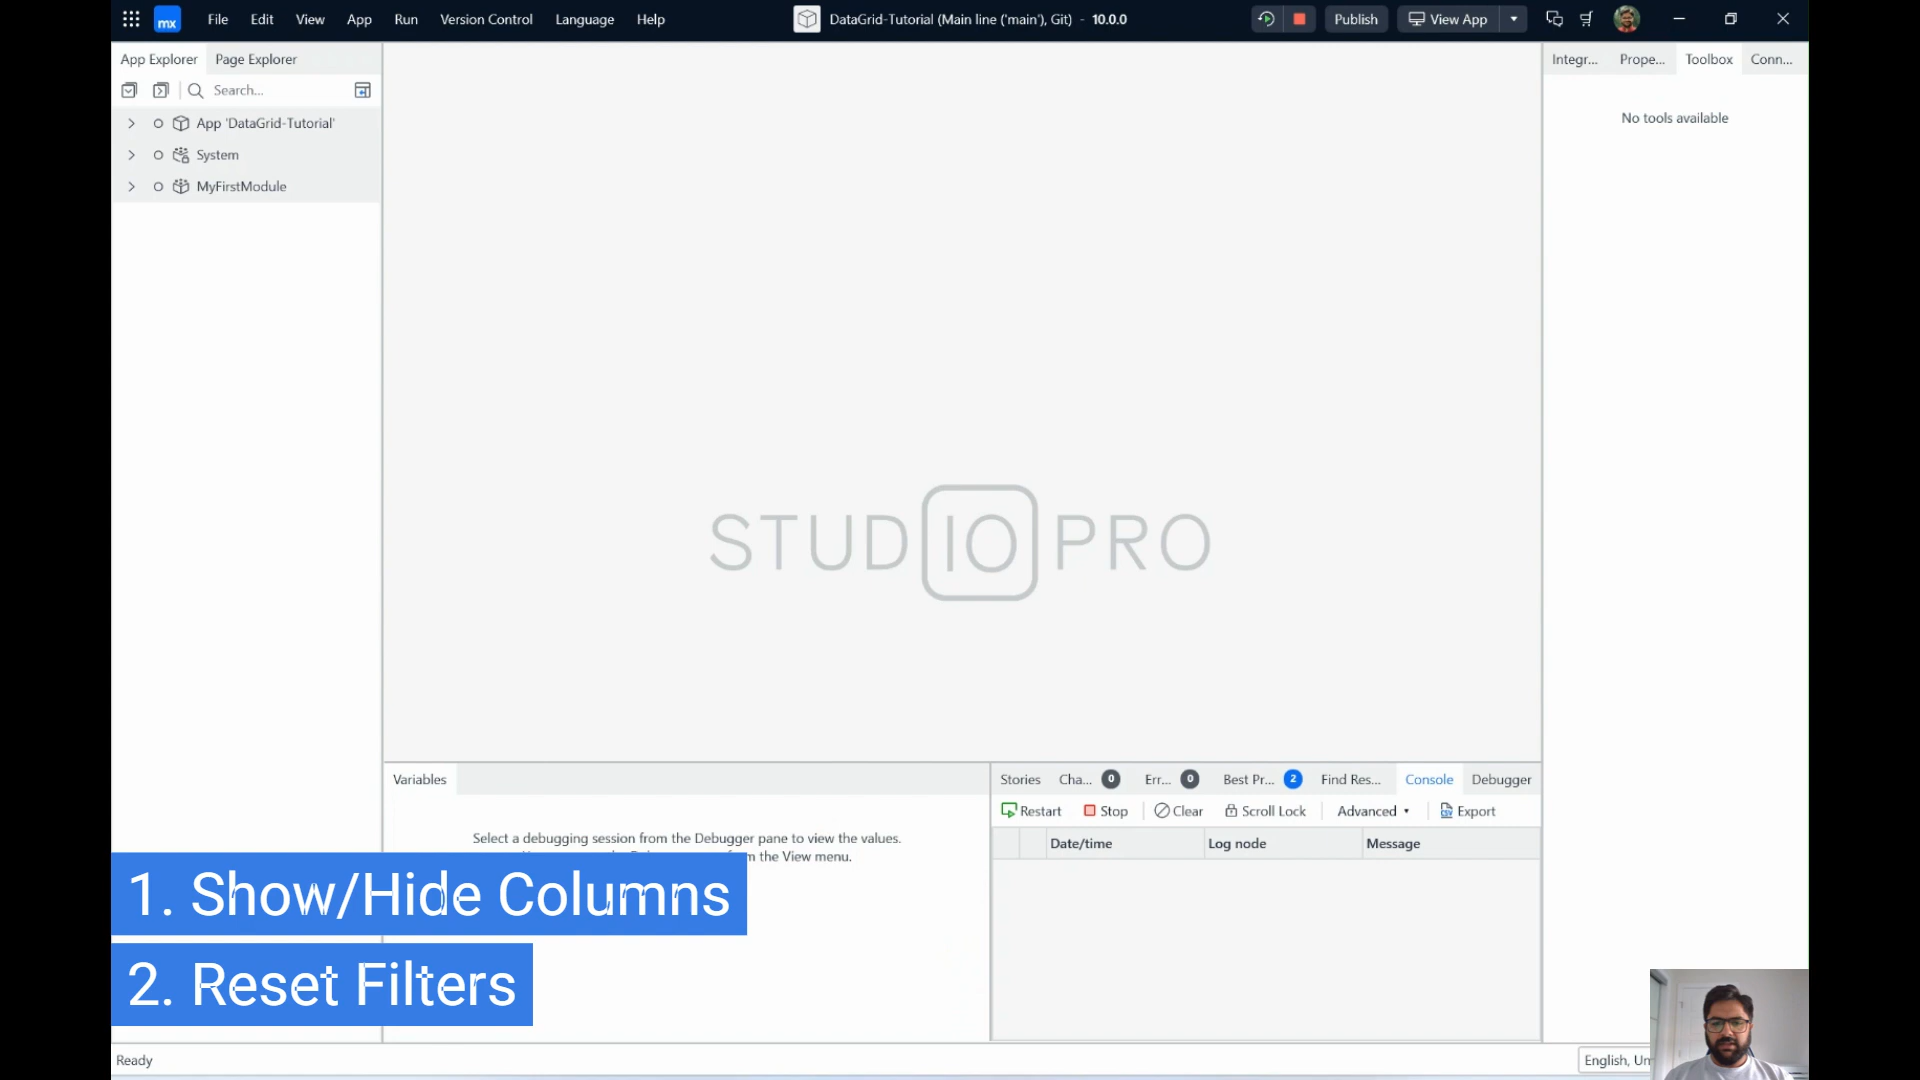 mx File Edit View App Run Version Control Language Help DataGrid-Tutorial (Main line ('main'), Git) - 10.0.0 Publish View App
App Explorer Page Explorer
Search...
App 'DataGrid-Tutorial'
System
MyFirstModule
Integr... Prope... Toolbox Conn...
No tools available
STUDIO PRO
Variables
Select a debugging session from the Debugger pane to view the values.
the View menu.
Stories Cha... 0 Err... 0 Best Pr... 2 Find Res... Console Debugger
Restart Stop Clear Scroll Lock Advanced Export
Date/time Log node Message
1. Show/Hide Columns
2. Reset Filters
Ready
English,